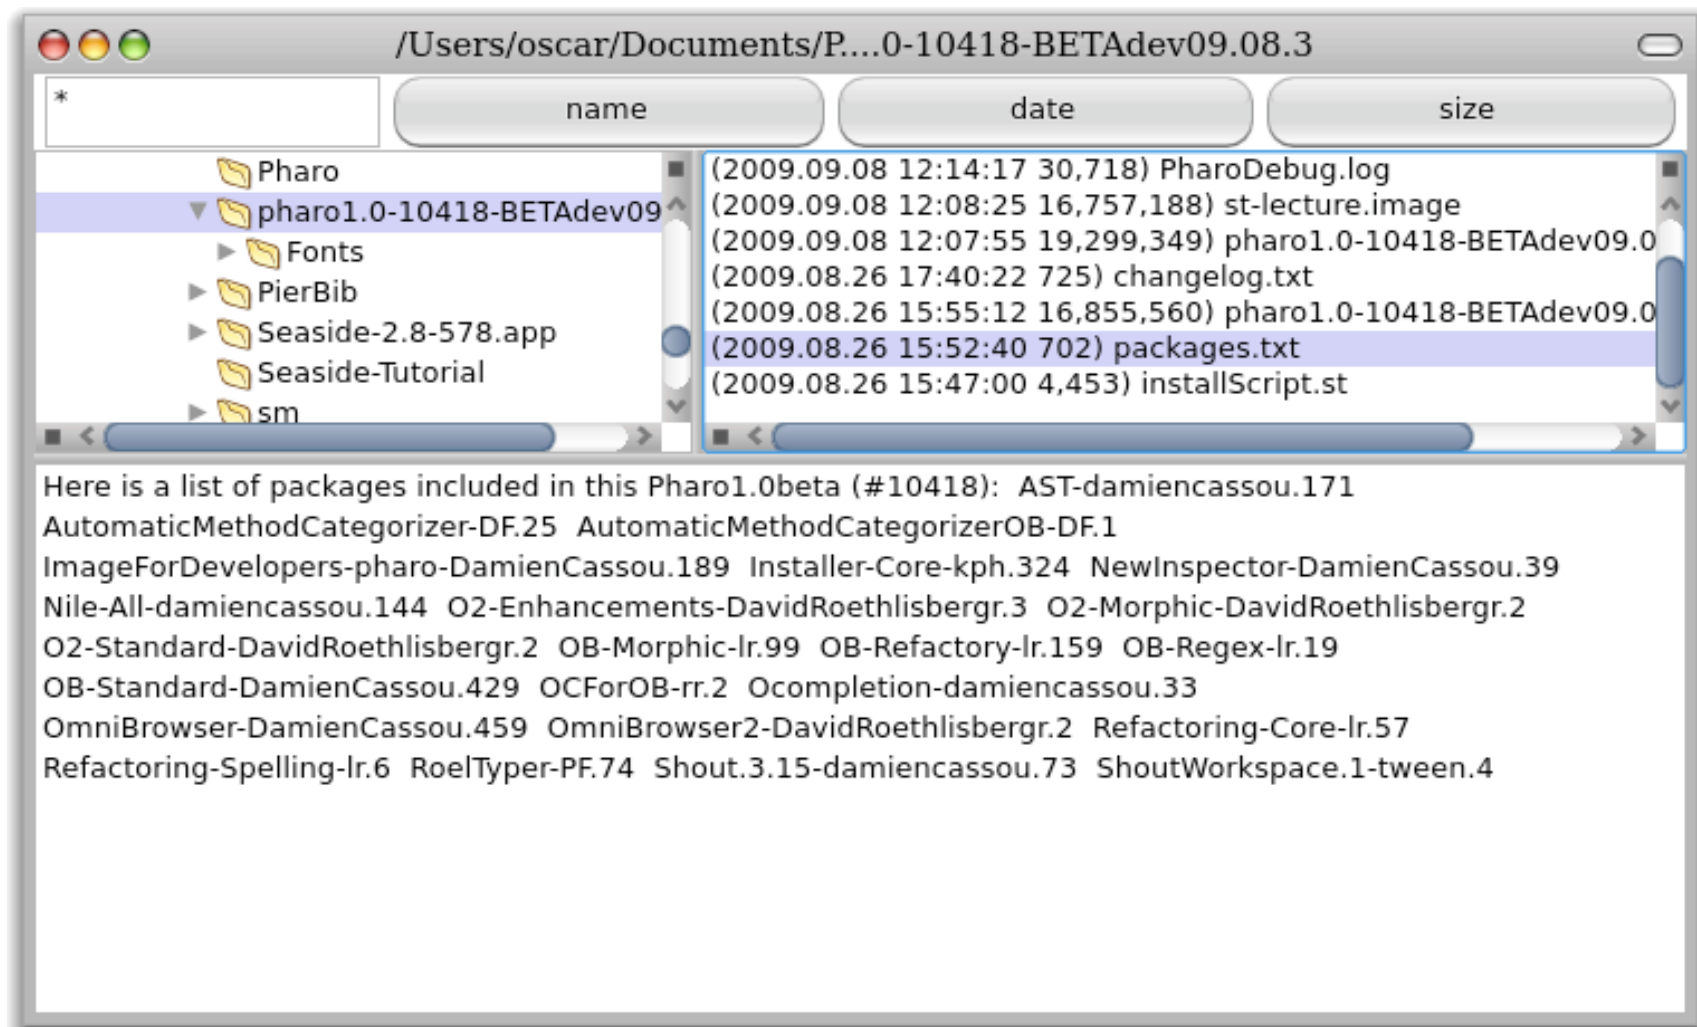 /Users/oscar/Documents/P....0-10418-BETAdev09.08.3
*
name
date
size
Pharo
pharo1.0-10418-BETAdev09
Fonts
PierBib
Seaside-2.8-578.app
Seaside-Tutorial
sm
(2009.09.08 12:14:17 30,718) PharoDebug.log
(2009.09.08 12:08:25 16,757,188) st-lecture.image
(2009.09.08 12:07:55 19,299,349) pharo1.0-10418-BETAdev09.0
(2009.08.26 17:40:22 725) changelog.txt
(2009.08.26 15:55:12 16,855,560) pharo1.0-10418-BETAdev09.0
(2009.08.26 15:52:40 702) packages.txt
(2009.08.26 15:47:00 4,453) installScript.st
Here is a list of packages included in this Pharo1.0beta (#10418):  AST-damiencassou.171
AutomaticMethodCategorizer-DF.25  AutomaticMethodCategorizerOB-DF.1
ImageForDevelopers-pharo-DamienCassou.189  Installer-Core-kph.324  NewInspector-DamienCassou.39
Nile-All-damiencassou.144  O2-Enhancements-DavidRoethlisbergr.3  O2-Morphic-DavidRoethlisbergr.2
O2-Standard-DavidRoethlisbergr.2  OB-Morphic-lr.99  OB-Refactory-lr.159  OB-Regex-lr.19
OB-Standard-DamienCassou.429  OCForOB-rr.2  Ocompletion-damiencassou.33
OmniBrowser-DamienCassou.459  OmniBrowser2-DavidRoethlisbergr.2  Refactoring-Core-lr.57
Refactoring-Spelling-lr.6  RoelTyper-PF.74  Shout.3.15-damiencassou.73  ShoutWorkspace.1-tween.4